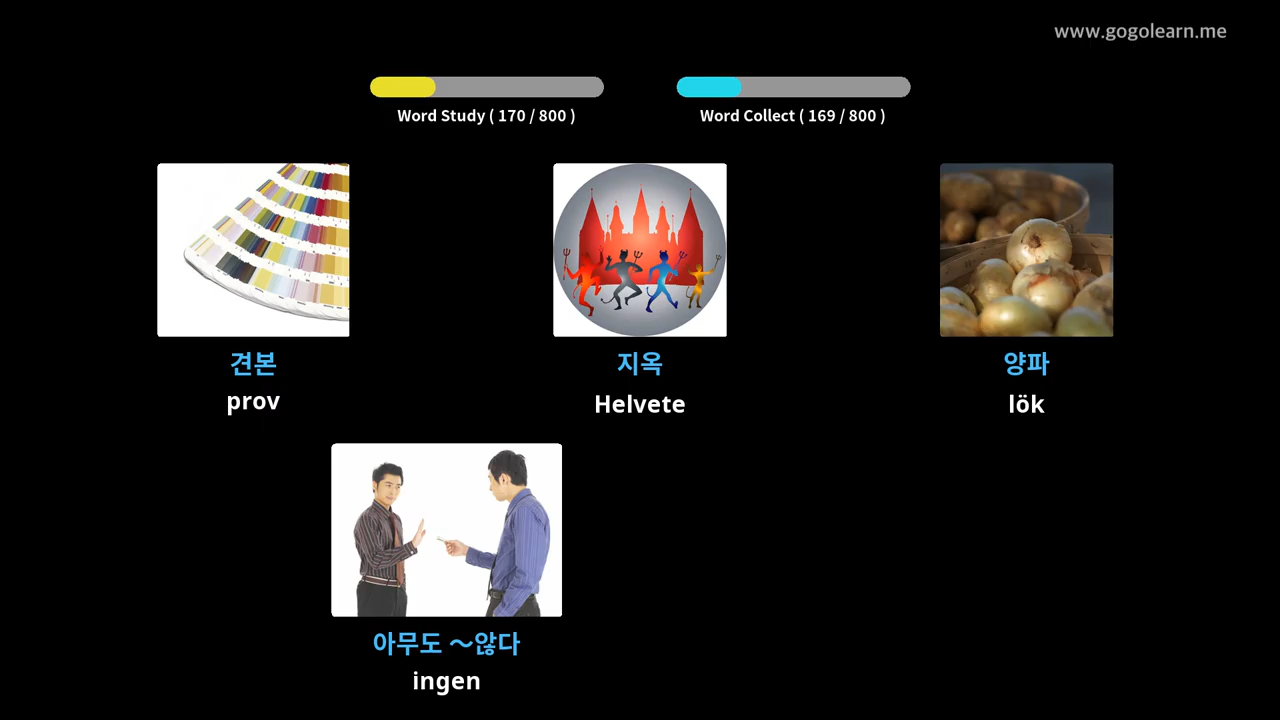 www.gogolearn.me
Word Study ( 170 / 800 )
Word Collect ( 169 / 800 )
견본
prov
지옥
Helvete
양파
lök
아무도 ～않다
ingen